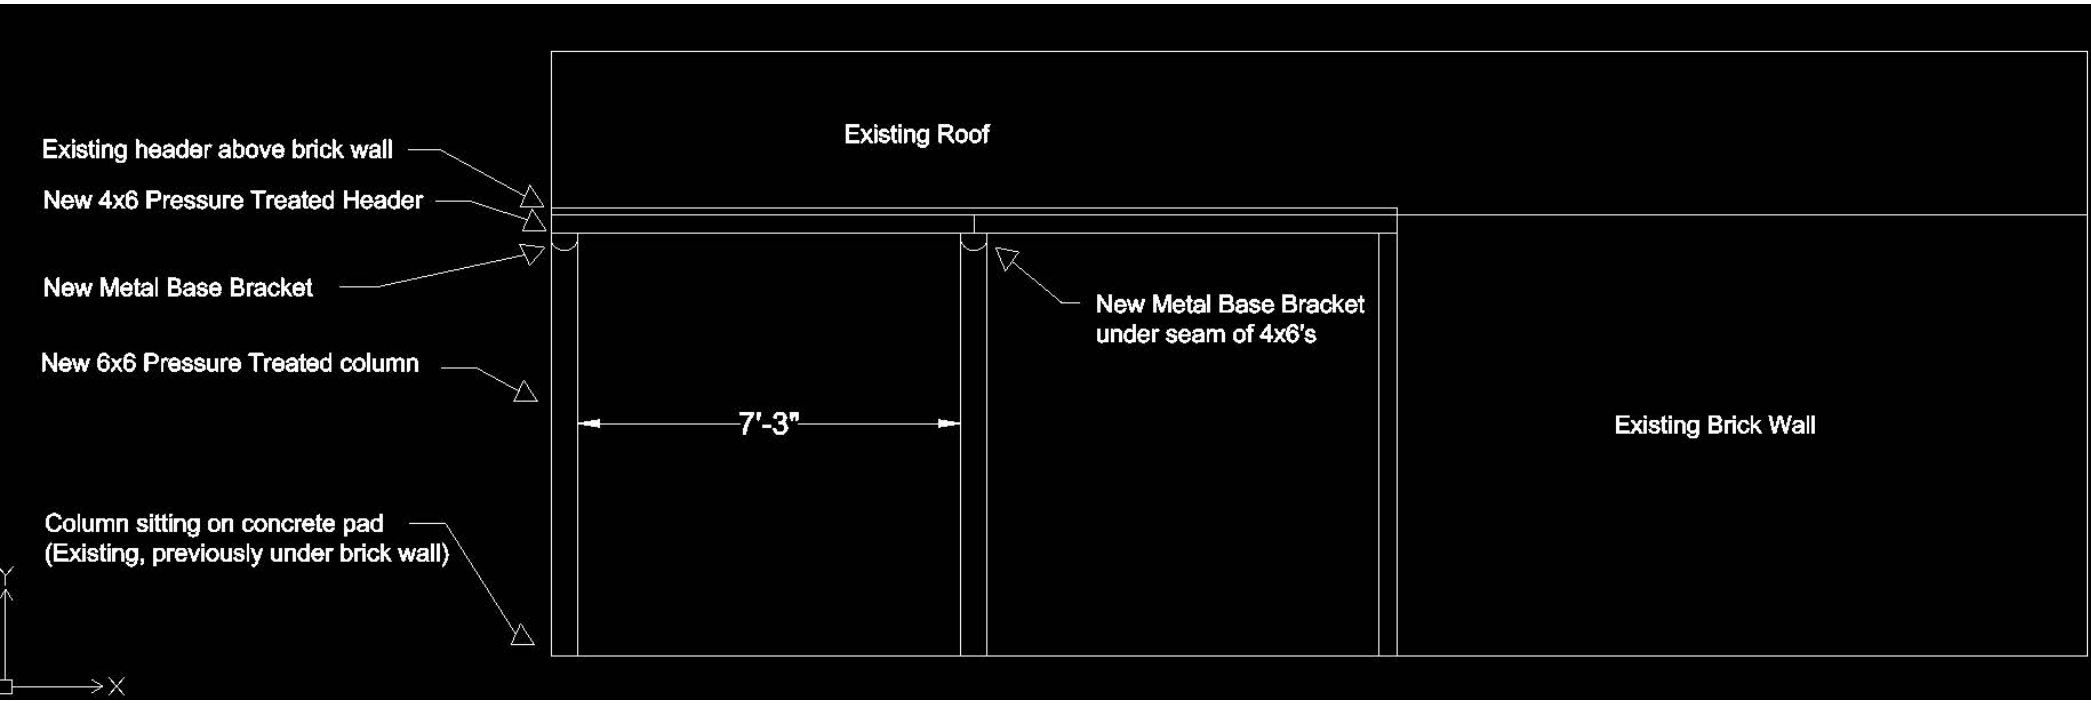 Existing Roof
Existing header above brick wall
New 4x6 Pressure Treated Header
New Metal Base Bracket
New Metal Base Bracket
under seam of 4x6's
New 6x6 Pressure Treated column
7'-3"
Existing Brick Wall
Column sitting on concrete pad
(Existing, previously under brick wall)
Y
X